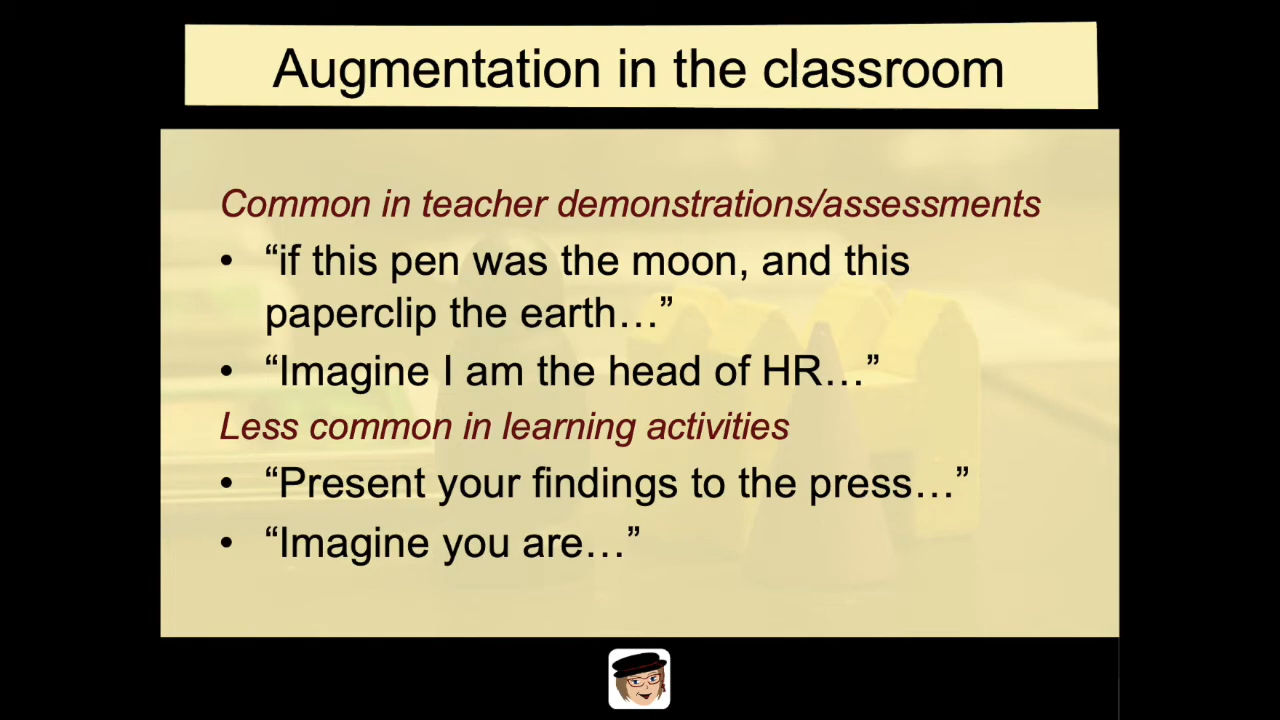 Augmentation in the classroom
Common in teacher demonstrations/assessments
• “if this pen was the moon, and this
paperclip the earth…”
• “Imagine I am the head of HR…”
Less common in learning activities
• “Present your findings to the press…”
• “Imagine you are…”